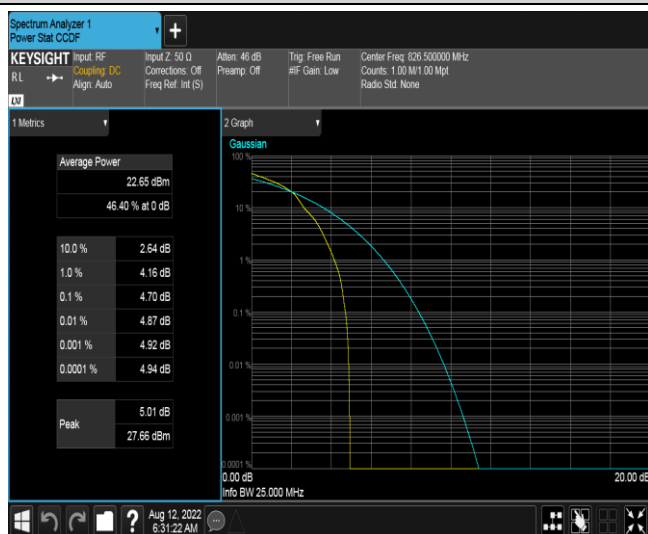 Spectrum Analyzer 1
Power Stat CCDF
KEYSIGHT
RL
LXI
Input: RF
Coupling: DC
Align: Auto
Input Z: 50 Ω
Corrections: Off
Freq Ref: Int (S)
Atten: 46 dB
Preamp: Off
Trig: Free Run
#IF Gain: Low
Center Freq: 826.500000 MHz
Counts: 1.00 M/1.00 Mpt
Radio Std: None
1 Metrics
Average Power
22.65 dBm
46.40 % at 0 dB
10.0 % 2.64 dB
1.0 % 4.16 dB
0.1 % 4.70 dB
0.01 % 4.87 dB
0.001 % 4.92 dB
0.0001 % 4.94 dB
Peak
5.01 dB
27.66 dBm
2 Graph
Gaussian
100 %
10 %
1 %
0.1 %
0.01 %
0.001 %
0.0001 %
0.00 dB 20.00 dB
Info BW 25.000 MHz
Aug 12, 2022
6:31:22 AM